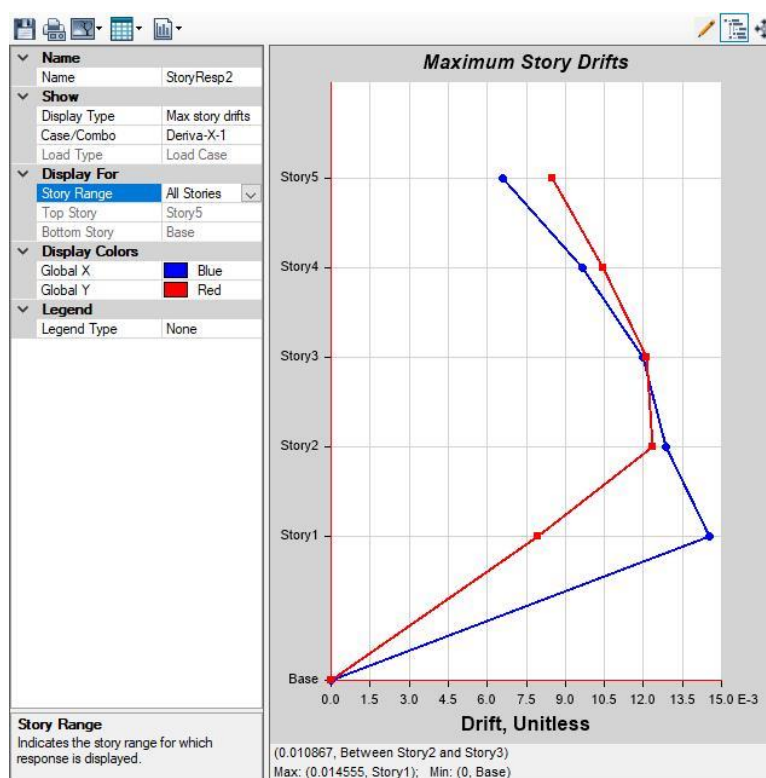 Name
Name StoryResp2
Show
Display Type Max story drifts
Case/Combo Deriva-X-1
Load Type Load Case
Display For
Story Range All Stories
Top Story Story5
Bottom Story Base
Display Colors
Global X Blue
Global Y Red
Legend
Legend Type None
Story Range
Indicates the story range for which
response is displayed.
Maximum Story Drifts
Story5
Story4
Story3
Story2
Story1
Base
0.0 1.5 3.0 4.5 6.0 7.5 9.0 10.5 12.0 13.5 15.0 E-3
Drift, Unitless
(0.010867, Between Story2 and Story3)
Max: (0.014555, Story1); Min: (0, Base)